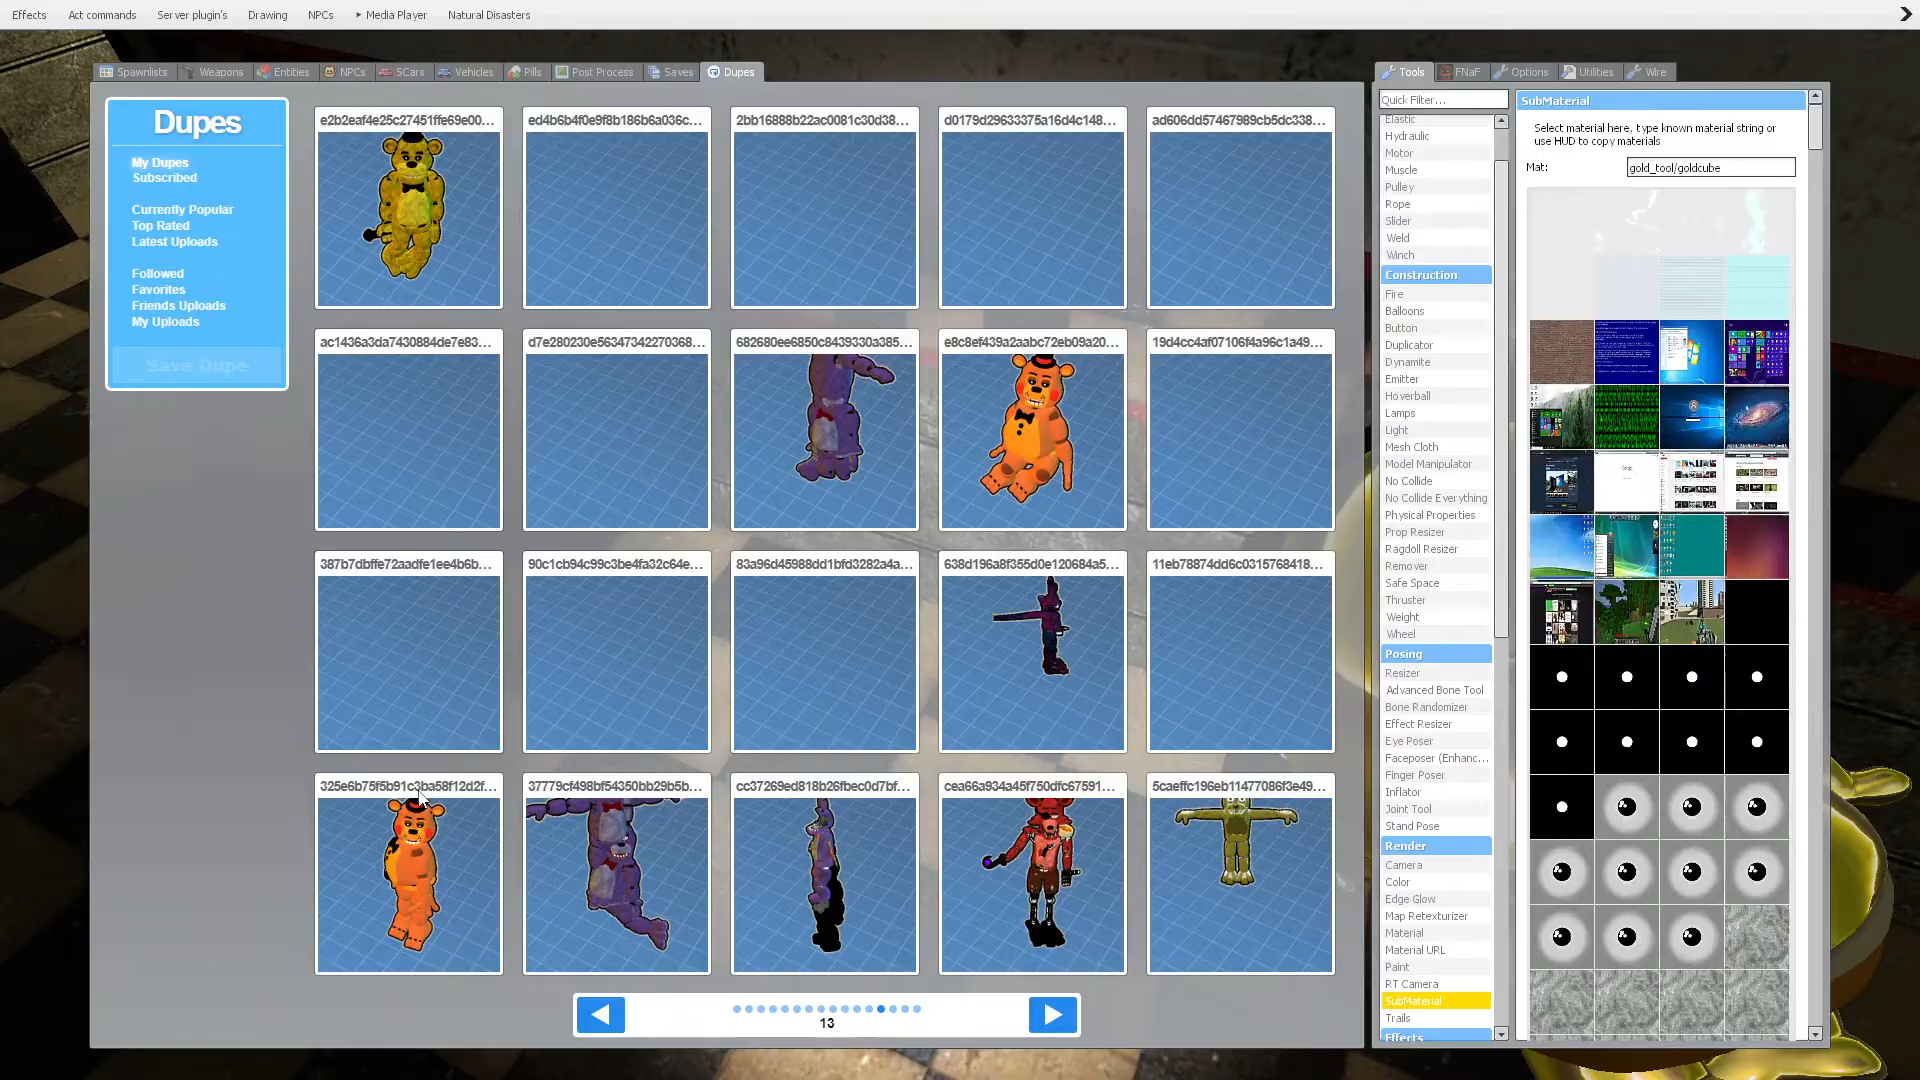 Effects Act commands Server plugin's Drawing NPCs Media Player Natural Disasters
Spawnlists Weapons Entities NPCs SCars Vehicles Pills Post Process Saves Dupes
Dupes
My Dupes
Subscribed
Currently Popular
Top Rated
Latest Uploads
Followed
Favorites
Friends Uploads
My Uploads
Save Dupe
e2b2eaf4e25c27451ffe69e00... ed4b6b4f0e9f8b186b6a036c... 2bb16888b22ac0081c30d38... d0179d29633375a16d4c148... ad606dd57467989cb5dc338...
ac1436a3da7430884de7e83... d7e280230e56347342270368... 682680ee6850c8439330a385... e8c8ef439a2aabc72eb09a20... 19d4cc4af07106f4a96c1a49...
387b7dbffe72aadfe1ee4b6b... 90c1cb94c99c3be4fa32c64e... 83a96d45988dd1bfd3282a4a... 638d196a8f355d0e120684a5... 11eb78874dd6c0315768418...
325e6b75f5b91c3ba58f12d2f... 37779cf498bf54350bb29b5b... cc37269ed818b26fbec0d7bf... cea66a934a45f750dfc67591... 5caeffc196eb11477086f3e49...
13
Tools FNaF Options Utilities Wire
Quick Filter...
Elastic
Hydraulic
Motor
Muscle
Pulley
Rope
Slider
Weld
Winch
Construction
Fire
Balloons
Button
Duplicator
Dynamite
Emitter
Hoverball
Lamps
Light
Mesh Cloth
Model Manipulator
No Collide
No Collide Everything
Physical Properties
Prop Resizer
Ragdoll Resizer
Remover
Safe Space
Thruster
Weight
Wheel
Posing
Resizer
Advanced Bone Tool
Bone Randomizer
Effect Resizer
Eye Poser
Faceposer (Enhanc...
Finger Poser
Inflator
Joint Tool
Stand Pose
Render
Camera
Color
Edge Glow
Map Retexturizer
Material
Material URL
Paint
RT Camera
SubMaterial
Trails
Effects
SubMaterial
Select material here, type known material string or
use HUD to copy materials
Mat: gold_tool/goldcube